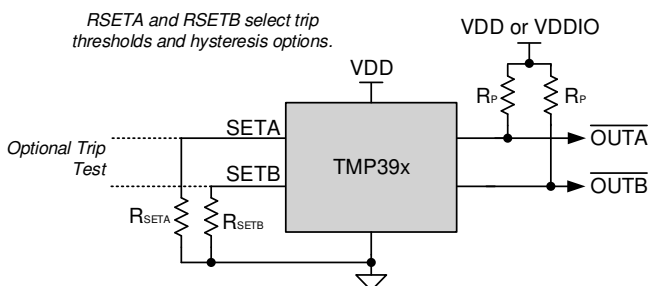 RSETA and RSETB select trip
thresholds and hysteresis options.
VDD or VDDIO
VDD
RP
RP
SETA
OUTA
Optional Trip
Test
TMP39x
SETB
OUTB
RSETA
RSETB